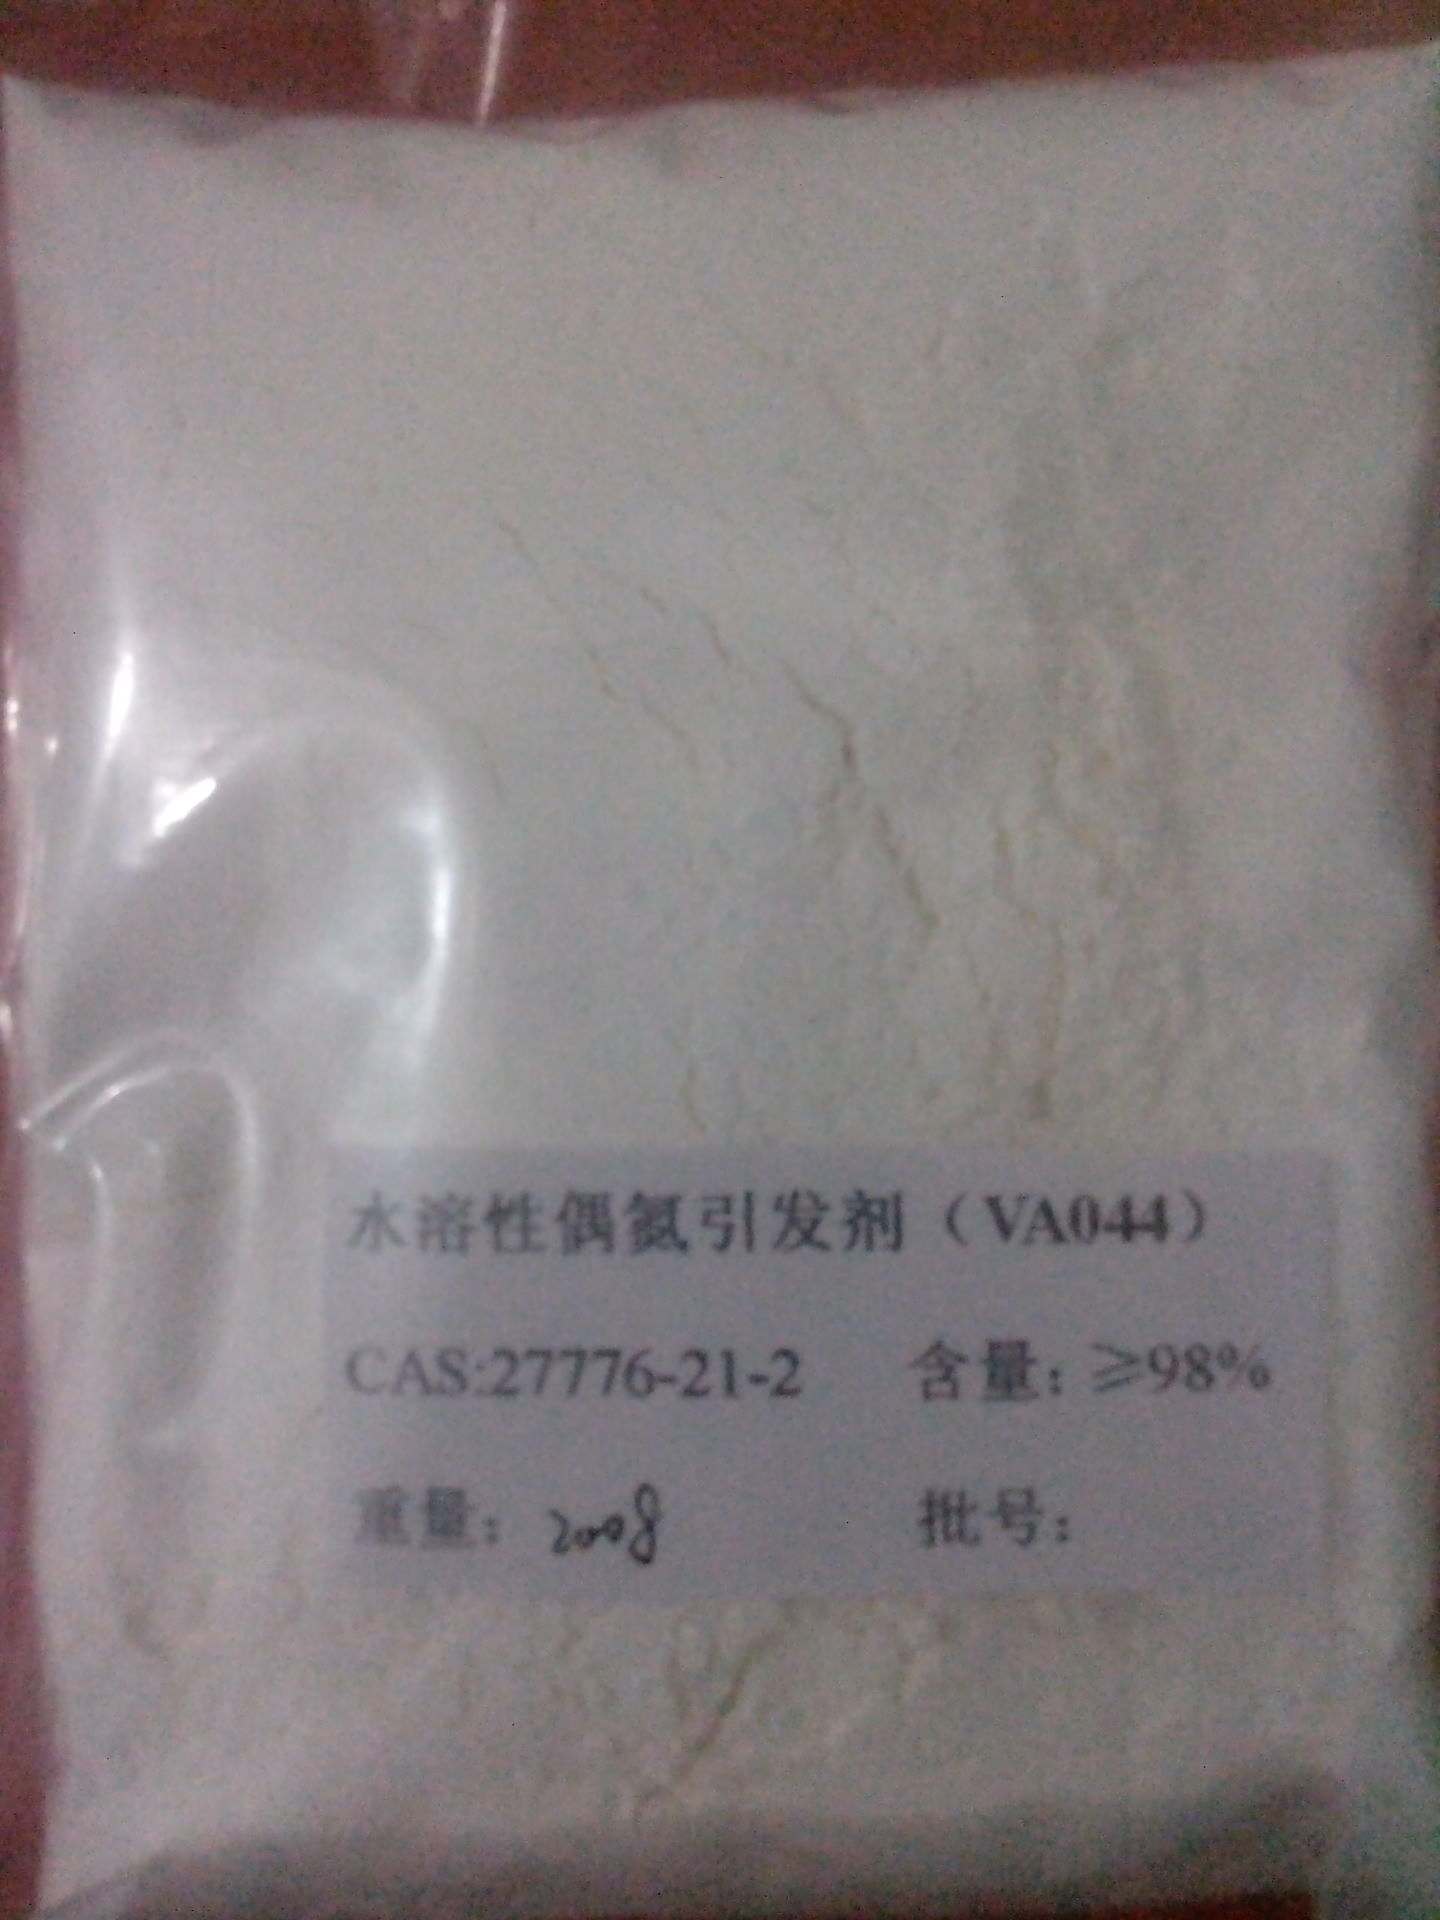 水溶性偶氮引发剂（VA044）
CAS:27776-21-2 含量：≥98%
重量：200g 批号：